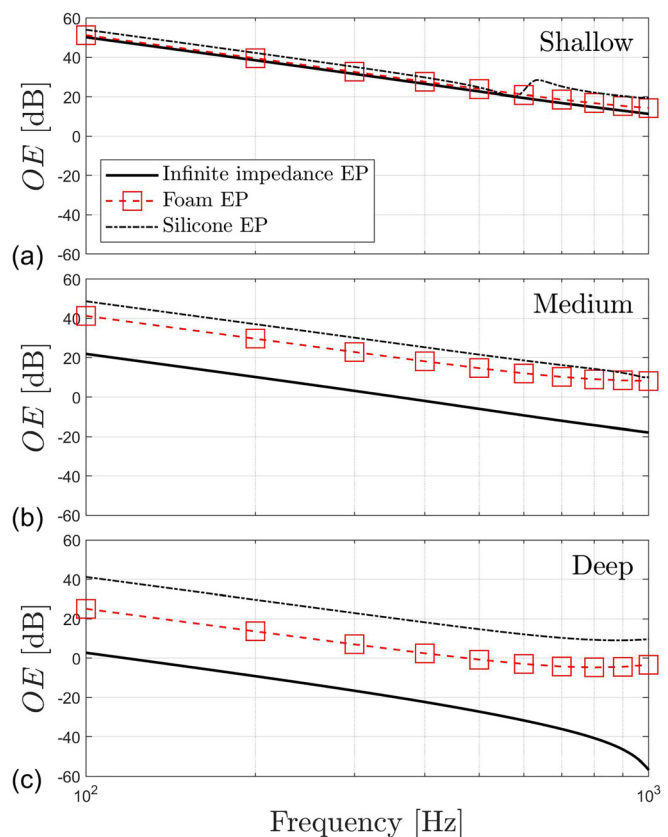 60
40
20
0
-20
-40
-60
OE [dB]
Shallow
Infinite impedance EP
Foam EP
Silicone EP
(a)
60
40
20
0
-20
-40
-60
OE [dB]
Medium
(b)
60
40
20
0
-20
-40
-60
OE [dB]
Deep
(c)
10² 10³
Frequency [Hz]